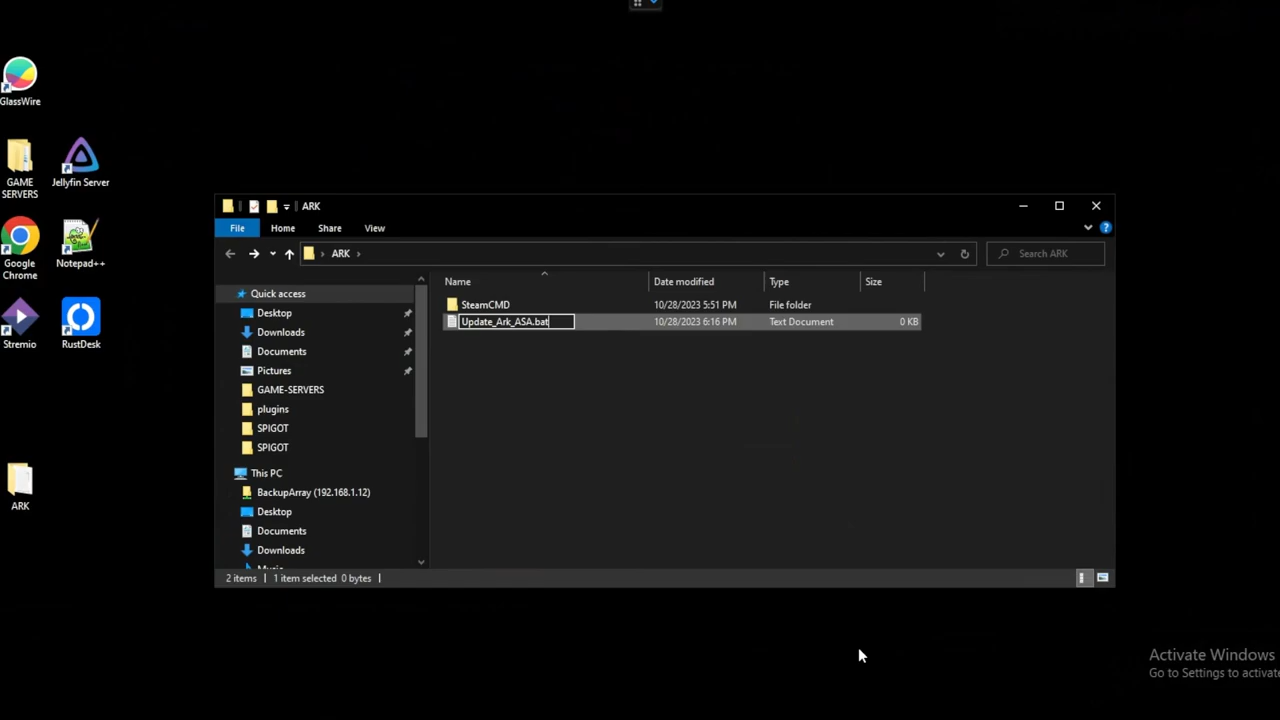 GlassWire
GAME
SERVERS
Jellyfin Server
Google
Chrome
Notepad++
Stremio
RustDesk
ARK
ARK
File
Home
Share
View
ARK
Search ARK
Name
Date modified
Type
Size
SteamCMD
10/28/2023 5:51 PM
File folder
Update_Ark_ASA.bat
10/28/2023 6:16 PM
Text Document
0 KB
Quick access
Desktop
Downloads
Documents
Pictures
GAME-SERVERS
plugins
SPIGOT
SPIGOT
This PC
BackupArray (192.168.1.12)
Desktop
Documents
Downloads
Music
2 items
1 item selected 0 bytes
Activate Windows
Go to Settings to activate